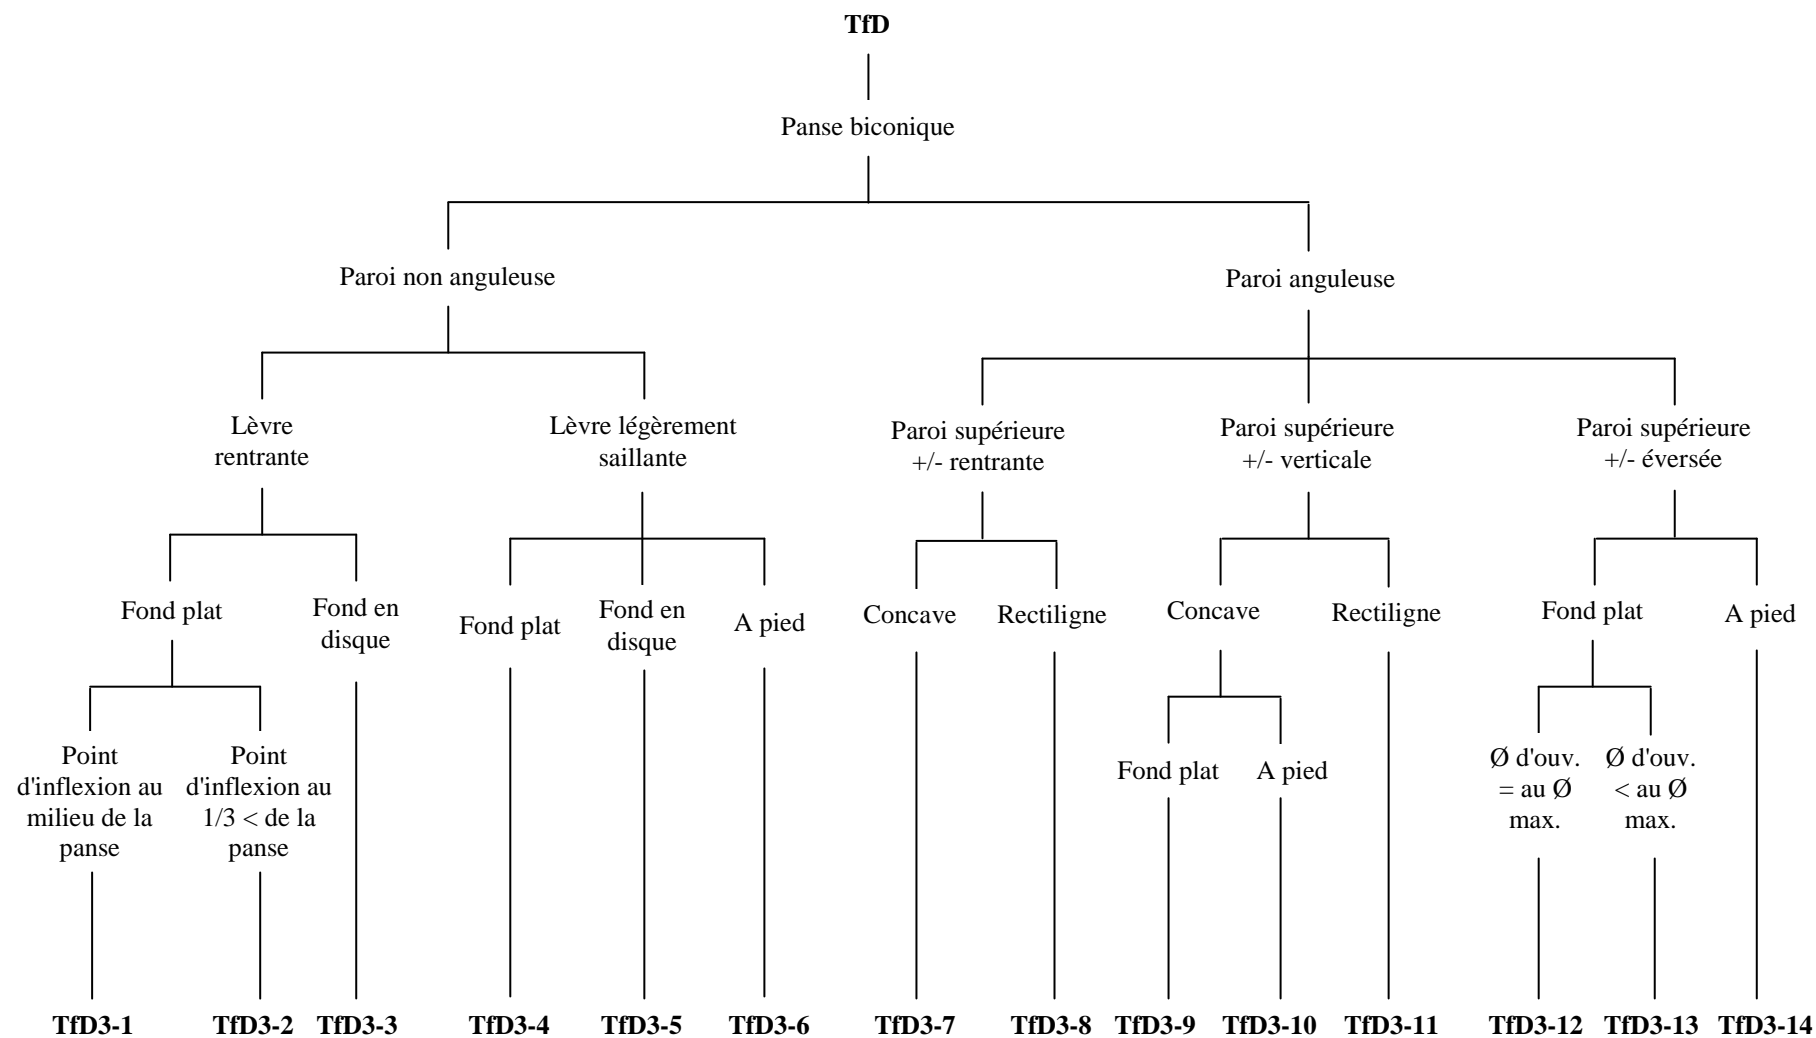 TfD
Panse biconique
Paroi non anguleuse
Paroi anguleuse
Lèvre
rentrante
Lèvre légèrement
saillante
Paroi supérieure
+/- rentrante
Paroi supérieure
+/- verticale
Paroi supérieure
+/- éversée
Fond plat
Fond en
disque
Fond plat
Fond en
disque
A pied
Concave
Rectiligne
Concave
Rectiligne
Fond plat
A pied
Point
d'inflexion au
milieu de la
panse
Point
d'inflexion au
1/3 < de la
panse
Fond plat
A pied
Ø d'ouv.
= au Ø
max.
Ø d'ouv.
< au Ø
max.
TfD3-1
TfD3-2
TfD3-3
TfD3-4
TfD3-5
TfD3-6
TfD3-7
TfD3-8
TfD3-9
TfD3-10
TfD3-11
TfD3-12
TfD3-13
TfD3-14